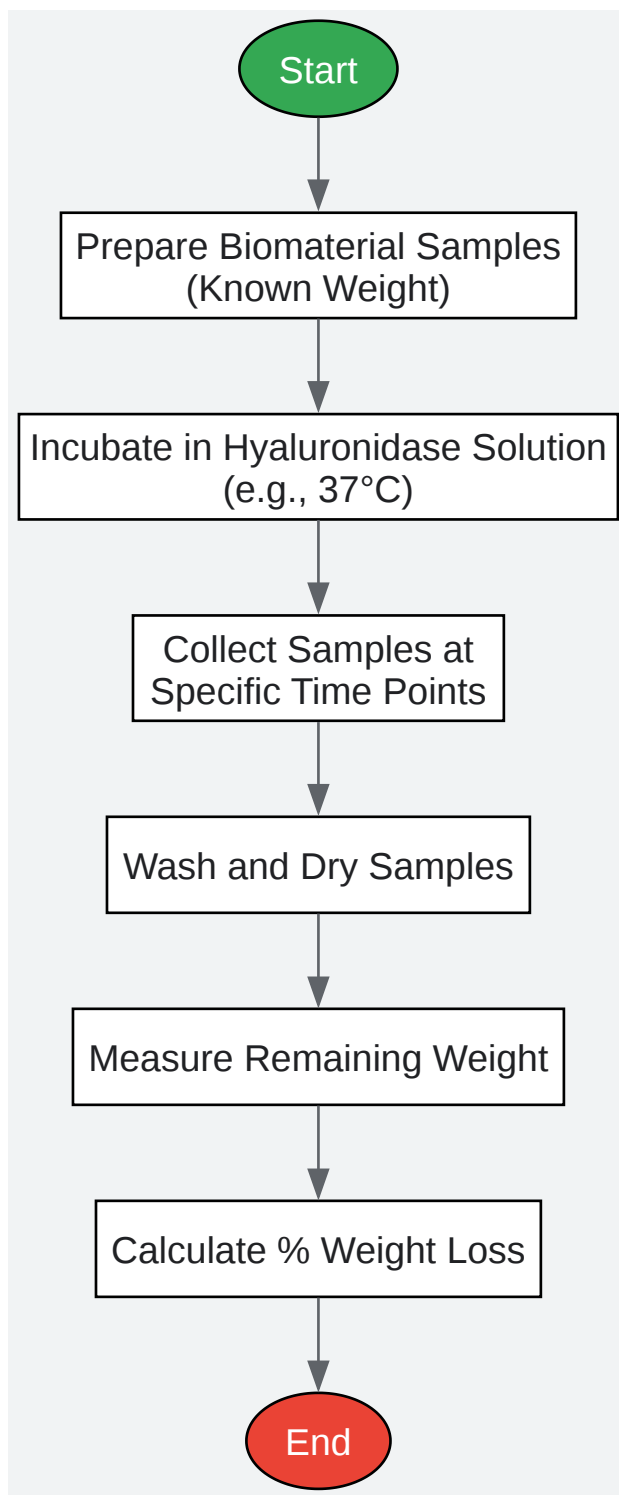 Start
Prepare Biomaterial Samples
(Known Weight)
Incubate in Hyaluronidase Solution
(e.g., 37°C)
Collect Samples at
Specific Time Points
Wash and Dry Samples
Measure Remaining Weight
Calculate % Weight Loss
End